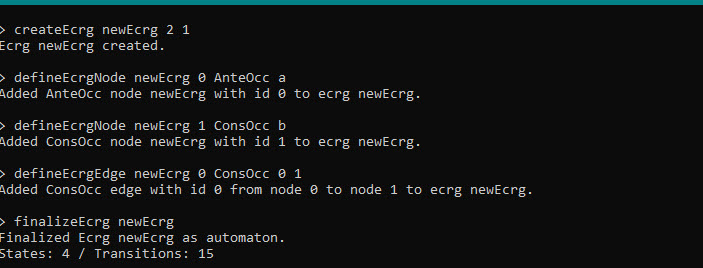 > createEcrg newEcrg 2 1
Ecrg newEcrg created.
> defineEcrgNode newEcrg 0 AnteOcc a
Added AnteOcc node newEcrg with id 0 to ecrg newEcrg.
> defineEcrgNode newEcrg 1 ConsOcc b
Added ConsOcc node newEcrg with id 1 to ecrg newEcrg.
> defineEcrgEdge newEcrg 0 ConsOcc 0 1
Added ConsOcc edge with id 0 from node 0 to node 1 to ecrg newEcrg.
> finalizeEcrg newEcrg
Finalized Ecrg newEcrg as automaton.
States: 4 / Transitions: 15